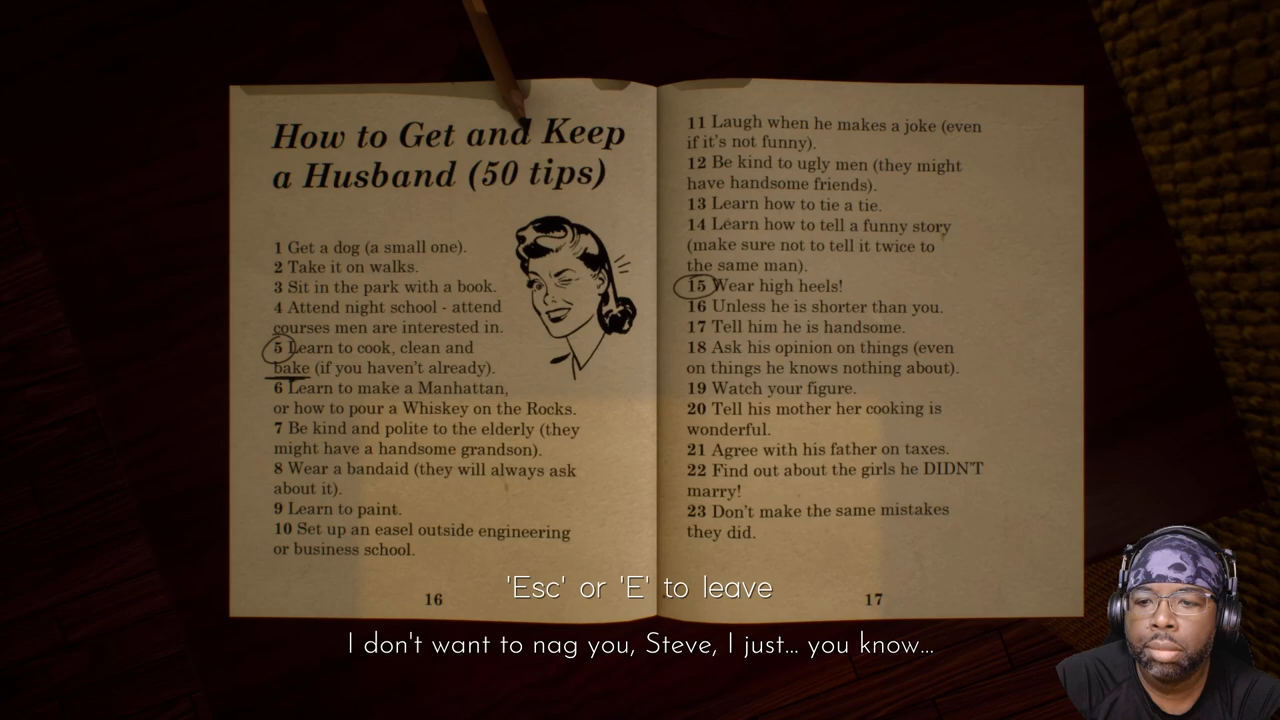 How to Get and Keep
a Husband (50 tips)
1 Get a dog (a small one).
2 Take it on walks.
3 Sit in the park with a book.
4 Attend night school - attend
courses men are interested in.
5 Learn to cook, clean and
bake (if you haven't already).
6 Learn to make a Manhattan,
or how to pour a Whiskey on the Rocks.
7 Be kind and polite to the elderly (they
might have a handsome grandson).
8 Wear a bandaid (they will always ask
about it).
9 Learn to paint.
10 Set up an easel outside engineering
or business school.
16
11 Laugh when he makes a joke (even
if it's not funny).
12 Be kind to ugly men (they might
have handsome friends).
13 Learn how to tie a tie.
14 Learn how to tell a funny story
(make sure not to tell it twice to
the same man).
15 Wear high heels!
16 Unless he is shorter than you.
17 Tell him he is handsome.
18 Ask his opinion on things (even
on things he knows nothing about).
19 Watch your figure.
20 Tell his mother her cooking is
wonderful.
21 Agree with his father on taxes.
22 Find out about the girls he DIDN'T
marry!
23 Don't make the same mistakes
they did.
17
'Esc' or 'E' to leave
I don't want to nag you, Steve, I just... you know...